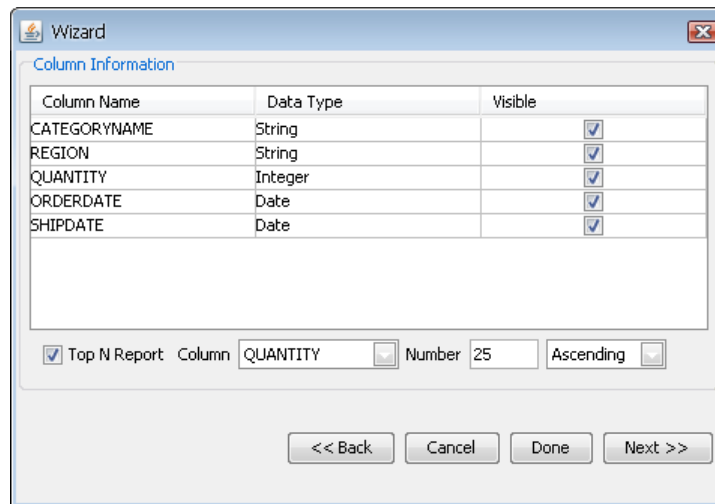 Wizard
Column Information
Column Name Data Type Visible
CATEGORYNAME String
REGION String
QUANTITY Integer
ORDERDATE Date
SHIPDATE Date
Top N Report Column QUANTITY Number 25 Ascending
<< Back Cancel Done Next >>